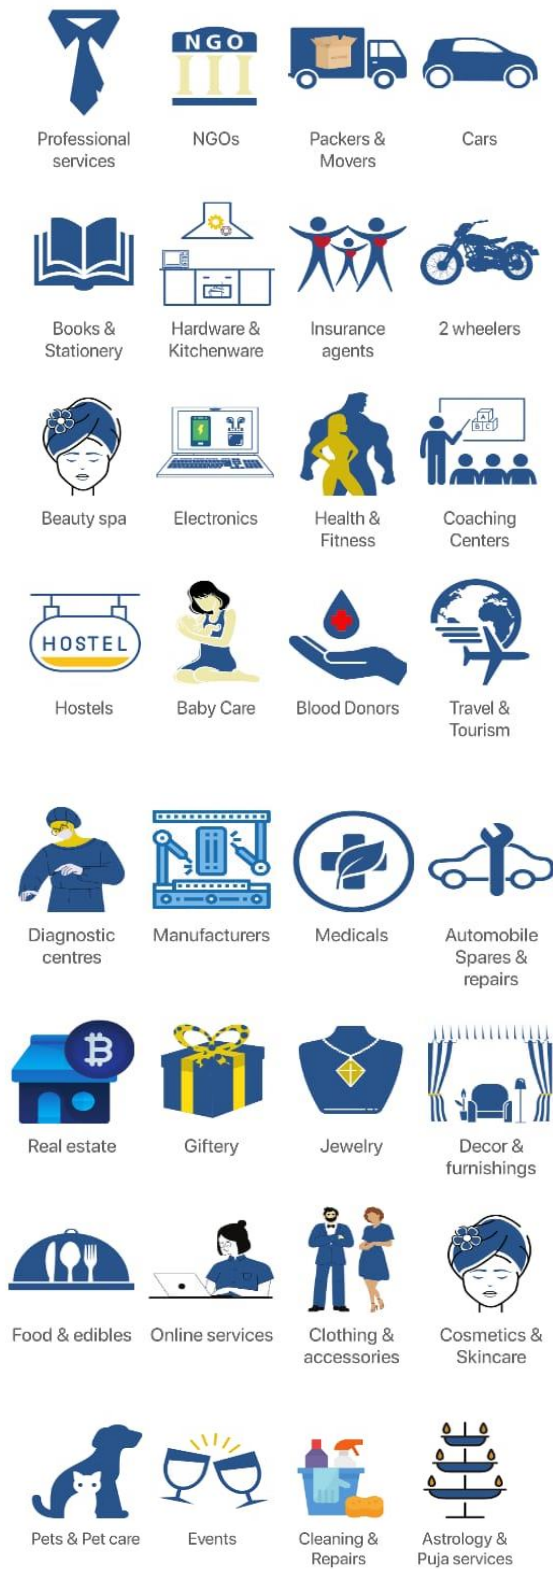 NGO
Professional
services
NGOs
Packers &
Movers
Cars
Books &
Stationery
Hardware &
Kitchenware
Insurance
agents
2 wheelers
A
B C
Beauty spa
Electronics
Health &
Fitness
Coaching
Centers
HOSTEL
Hostels
Baby Care
Blood Donors
Travel &
Tourism
Diagnostic
centres
Manufacturers
Medicals
Automobile
Spares &
repairs
Real estate
Giftery
Jewelry
Decor &
furnishings
Food & edibles
Online services
Clothing &
accessories
Cosmetics &
Skincare
Pets & Pet care
Events
Cleaning &
Repairs
Astrology &
Puja services